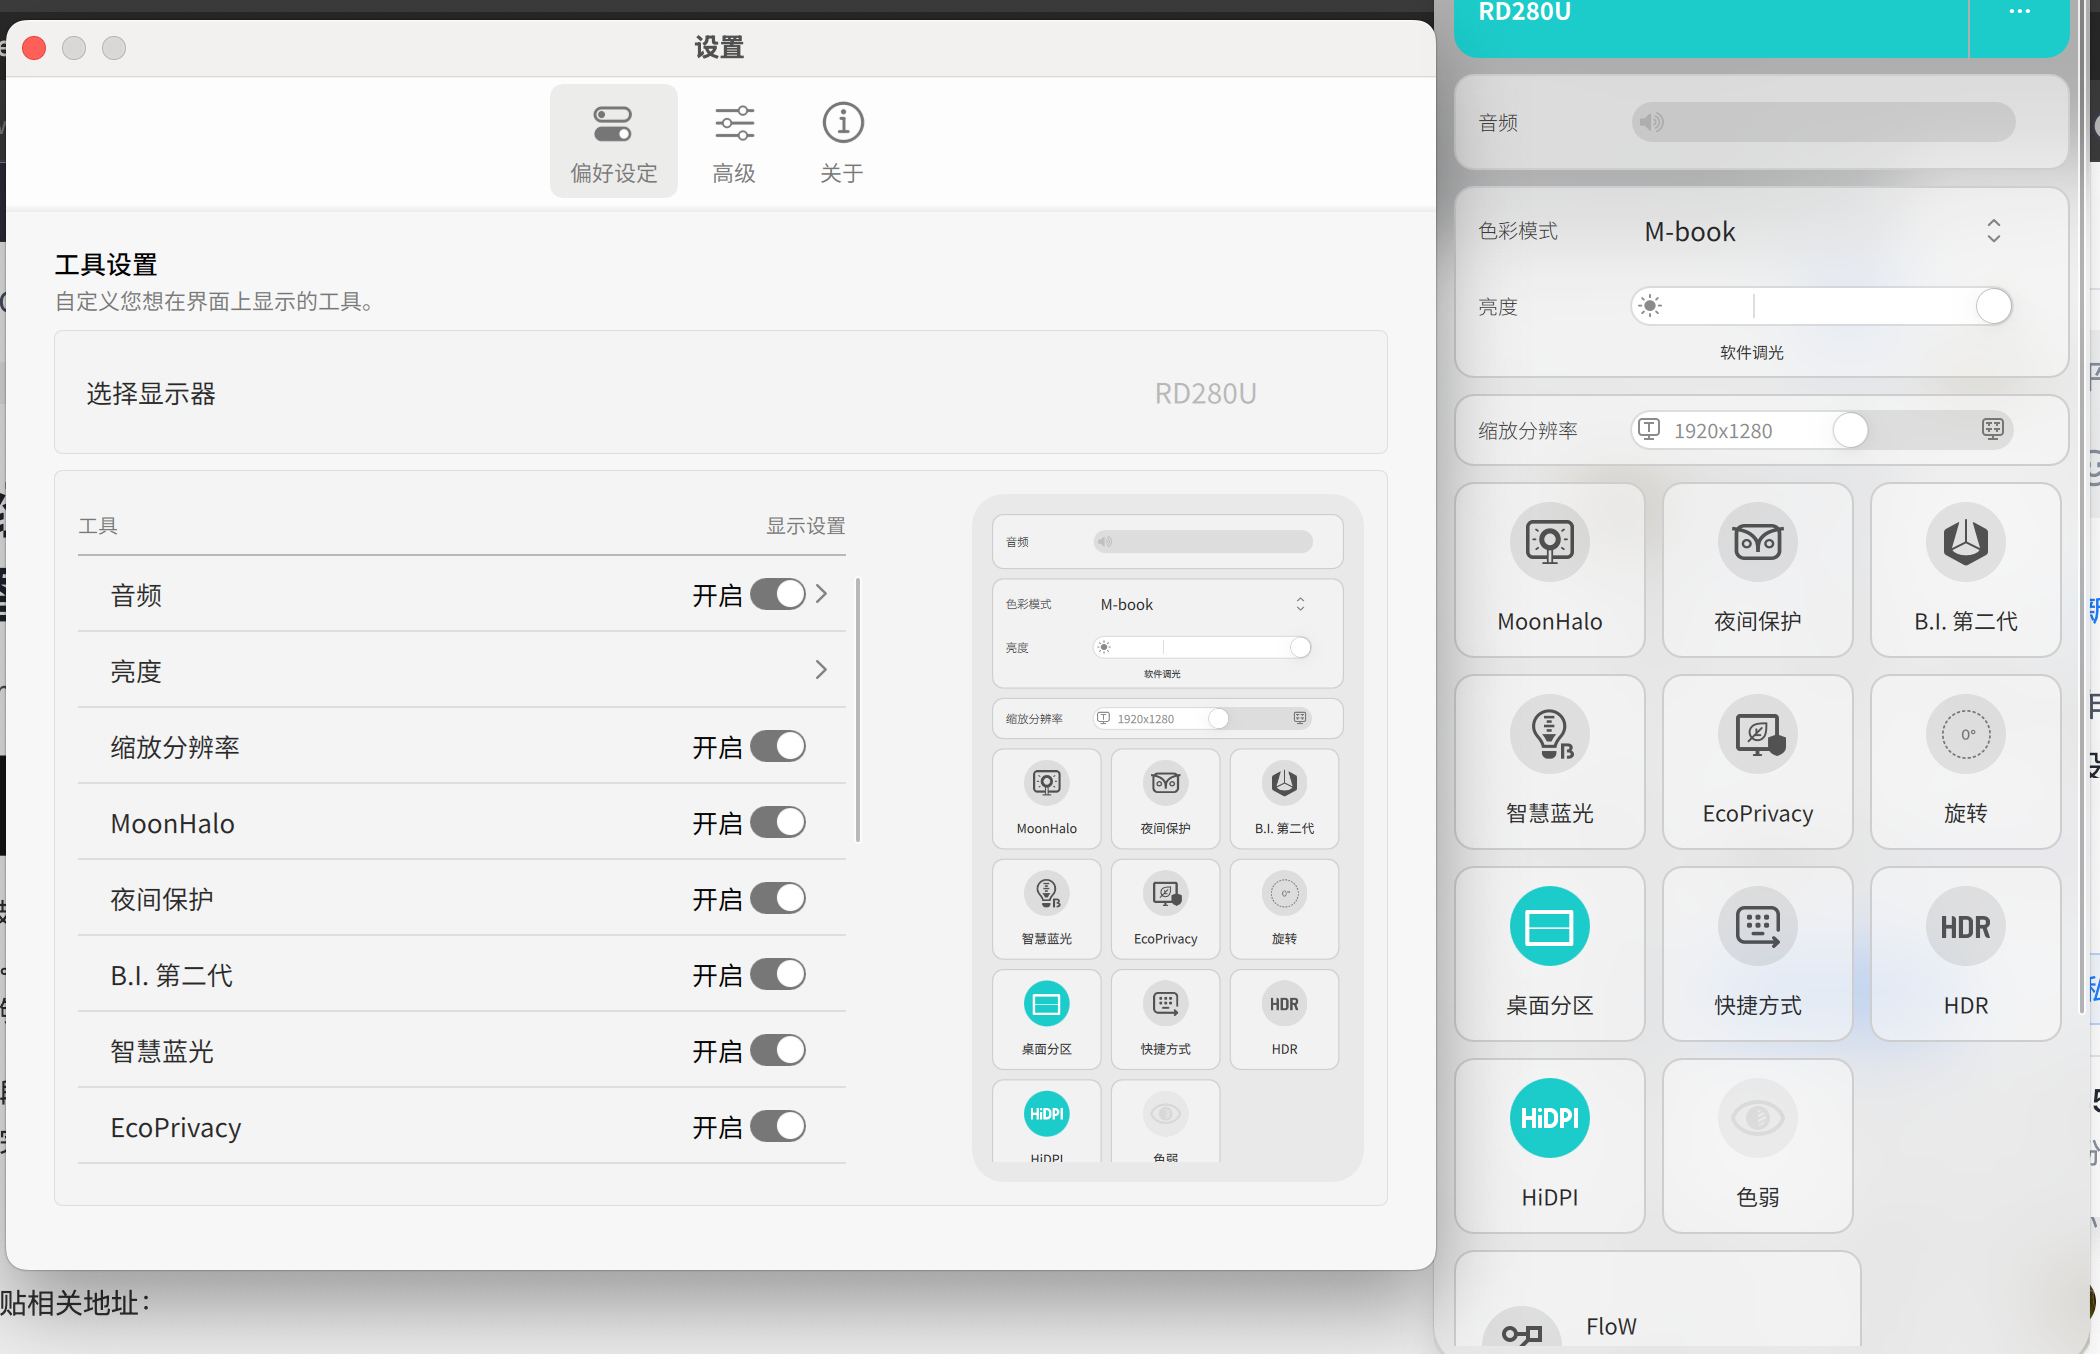 设置
偏好设定
高级
关于
工具设置
自定义您想在界面上显示的工具。
选择显示器
RD280U
工具
显示设置
音频
开启
亮度
缩放分辨率
开启
MoonHalo
开启
夜间保护
开启
B.I. 第二代
开启
智慧蓝光
开启
EcoPrivacy
开启
音频
色彩模式
M-book
亮度
软件调光
缩放分辨率
1920x1280
MoonHalo
夜间保护
B.I. 第二代
智慧蓝光
EcoPrivacy
0°
旋转
桌面分区
快捷方式
HDR
HDR
HiDPI
HiDPI
色弱
贴相关地址：
RD280U
...
音频
色彩模式
M-book
亮度
软件调光
缩放分辨率
1920x1280
MoonHalo
夜间保护
B.I. 第二代
智慧蓝光
EcoPrivacy
0°
旋转
桌面分区
快捷方式
HDR
HDR
HiDPI
HiDPI
色弱
FloW